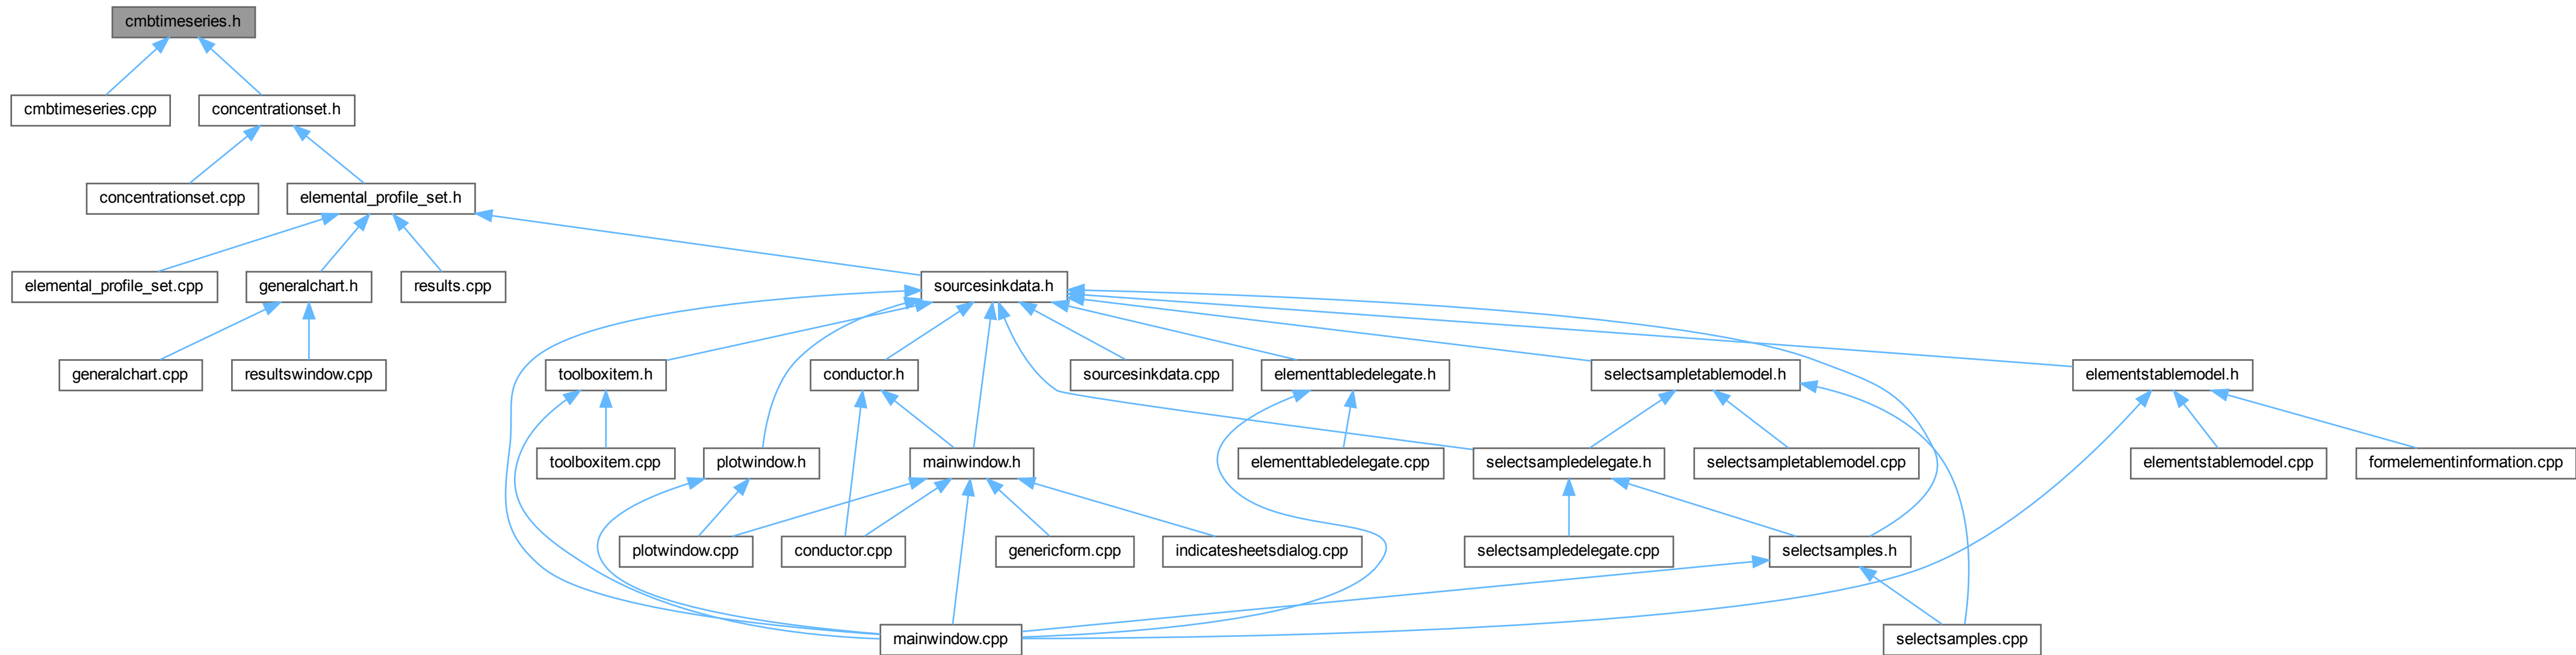 cmbtimeseries.h
cmbtimeseries.cpp
concentrationset.h
concentrationset.cpp
elemental_profile_set.h
elemental_profile_set.cpp
generalchart.h
results.cpp
sourcesinkdata.h
generalchart.cpp
resultswindow.cpp
toolboxitem.h
conductor.h
sourcesinkdata.cpp
elementtabledelegate.h
selectsampletablemodel.h
elementstablemodel.h
toolboxitem.cpp
plotwindow.h
mainwindow.h
elementtabledelegate.cpp
selectsampledelegate.h
selectsampletablemodel.cpp
elementstablemodel.cpp
formelementinformation.cpp
plotwindow.cpp
conductor.cpp
genericform.cpp
indicatesheetsdialog.cpp
selectsampledelegate.cpp
selectsamples.h
mainwindow.cpp
selectsamples.cpp